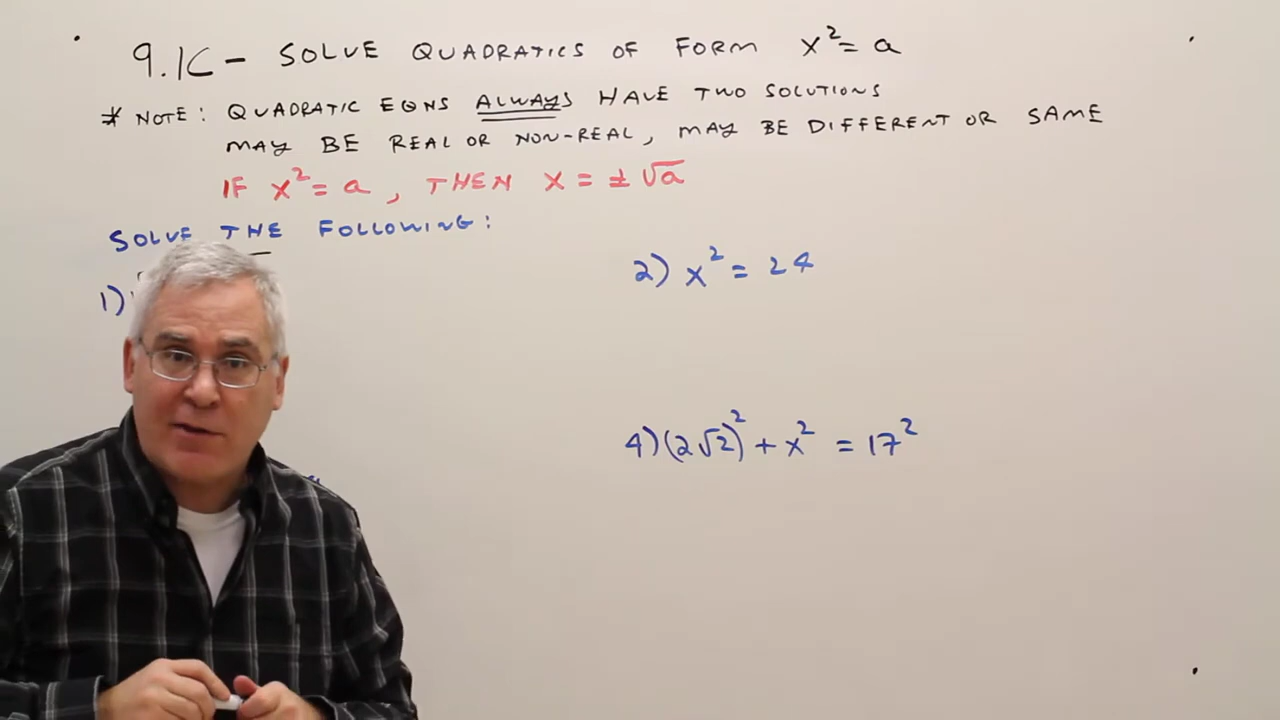 9.1C - SOLVE QUADRATICS OF FORM x² = a
* NOTE: QUADRATIC EQNS ALWAYS HAVE TWO SOLUTIONS
MAY BE REAL OR NON-REAL, MAY BE DIFFERENT OR SAME
IF x² = a, THEN x = ± √a
SOLVE THE FOLLOWING:
1)
2) x² = 24
4) (2√2)² + x² = 17²